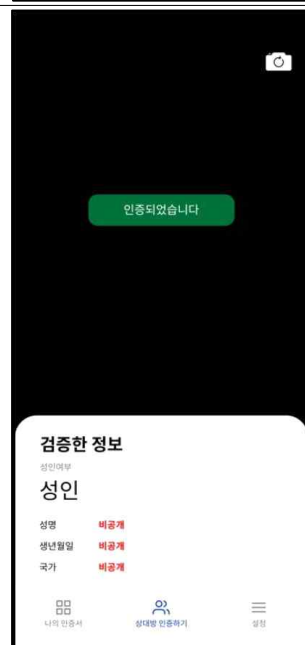 인증되었습니다
검증한 정보
성인여부
성인
성명 비공개
생년월일 비공개
국가 비공개
나의 인증서 상대방 인증하기 설정